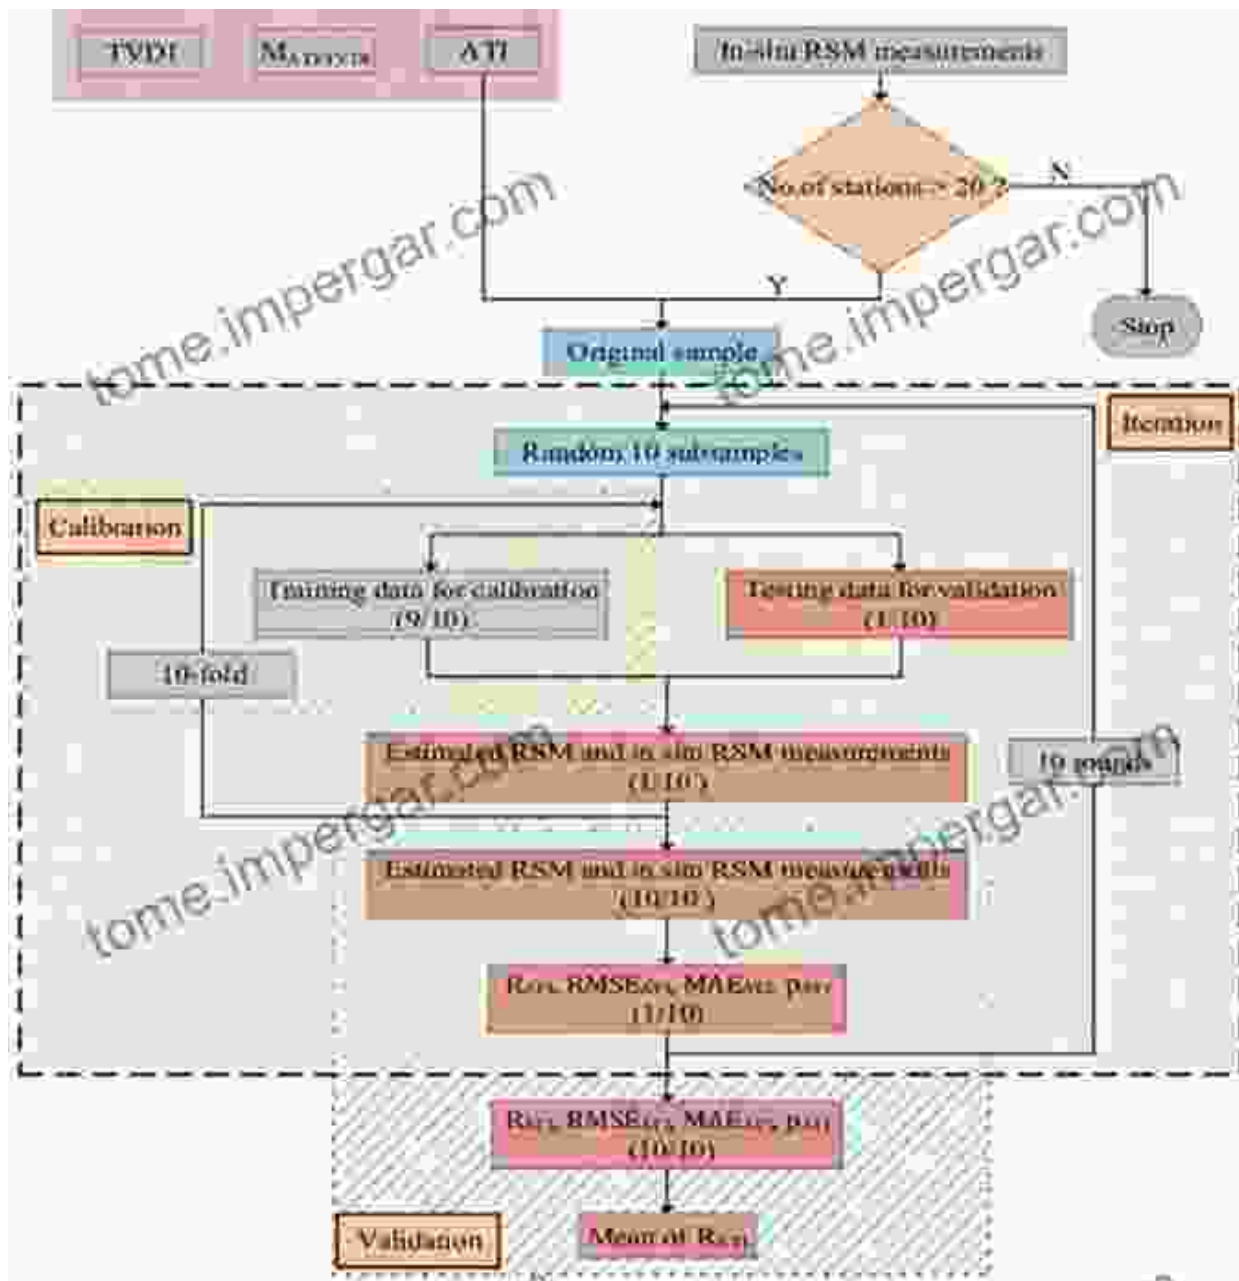 TVDI
ATI
In-situ RSM measurements
No.of stations > 20 ?
N
Y
Stop
Original sample
Iteration
Random 10 subsamples
Calibration
Training data for calibration
(9/10)
Testing data for validation
(1/10)
10-fold
Estimated RSM and in situ RSM measurements
(1/10)
10 rounds
Estimated RSM and in situ RSM measurements
(10/10)
(1/10)
(10/10)
Validation
Mean of
tome.impergar.com
tome.impergar.com
tome.impergar.com
tome.impergar.com